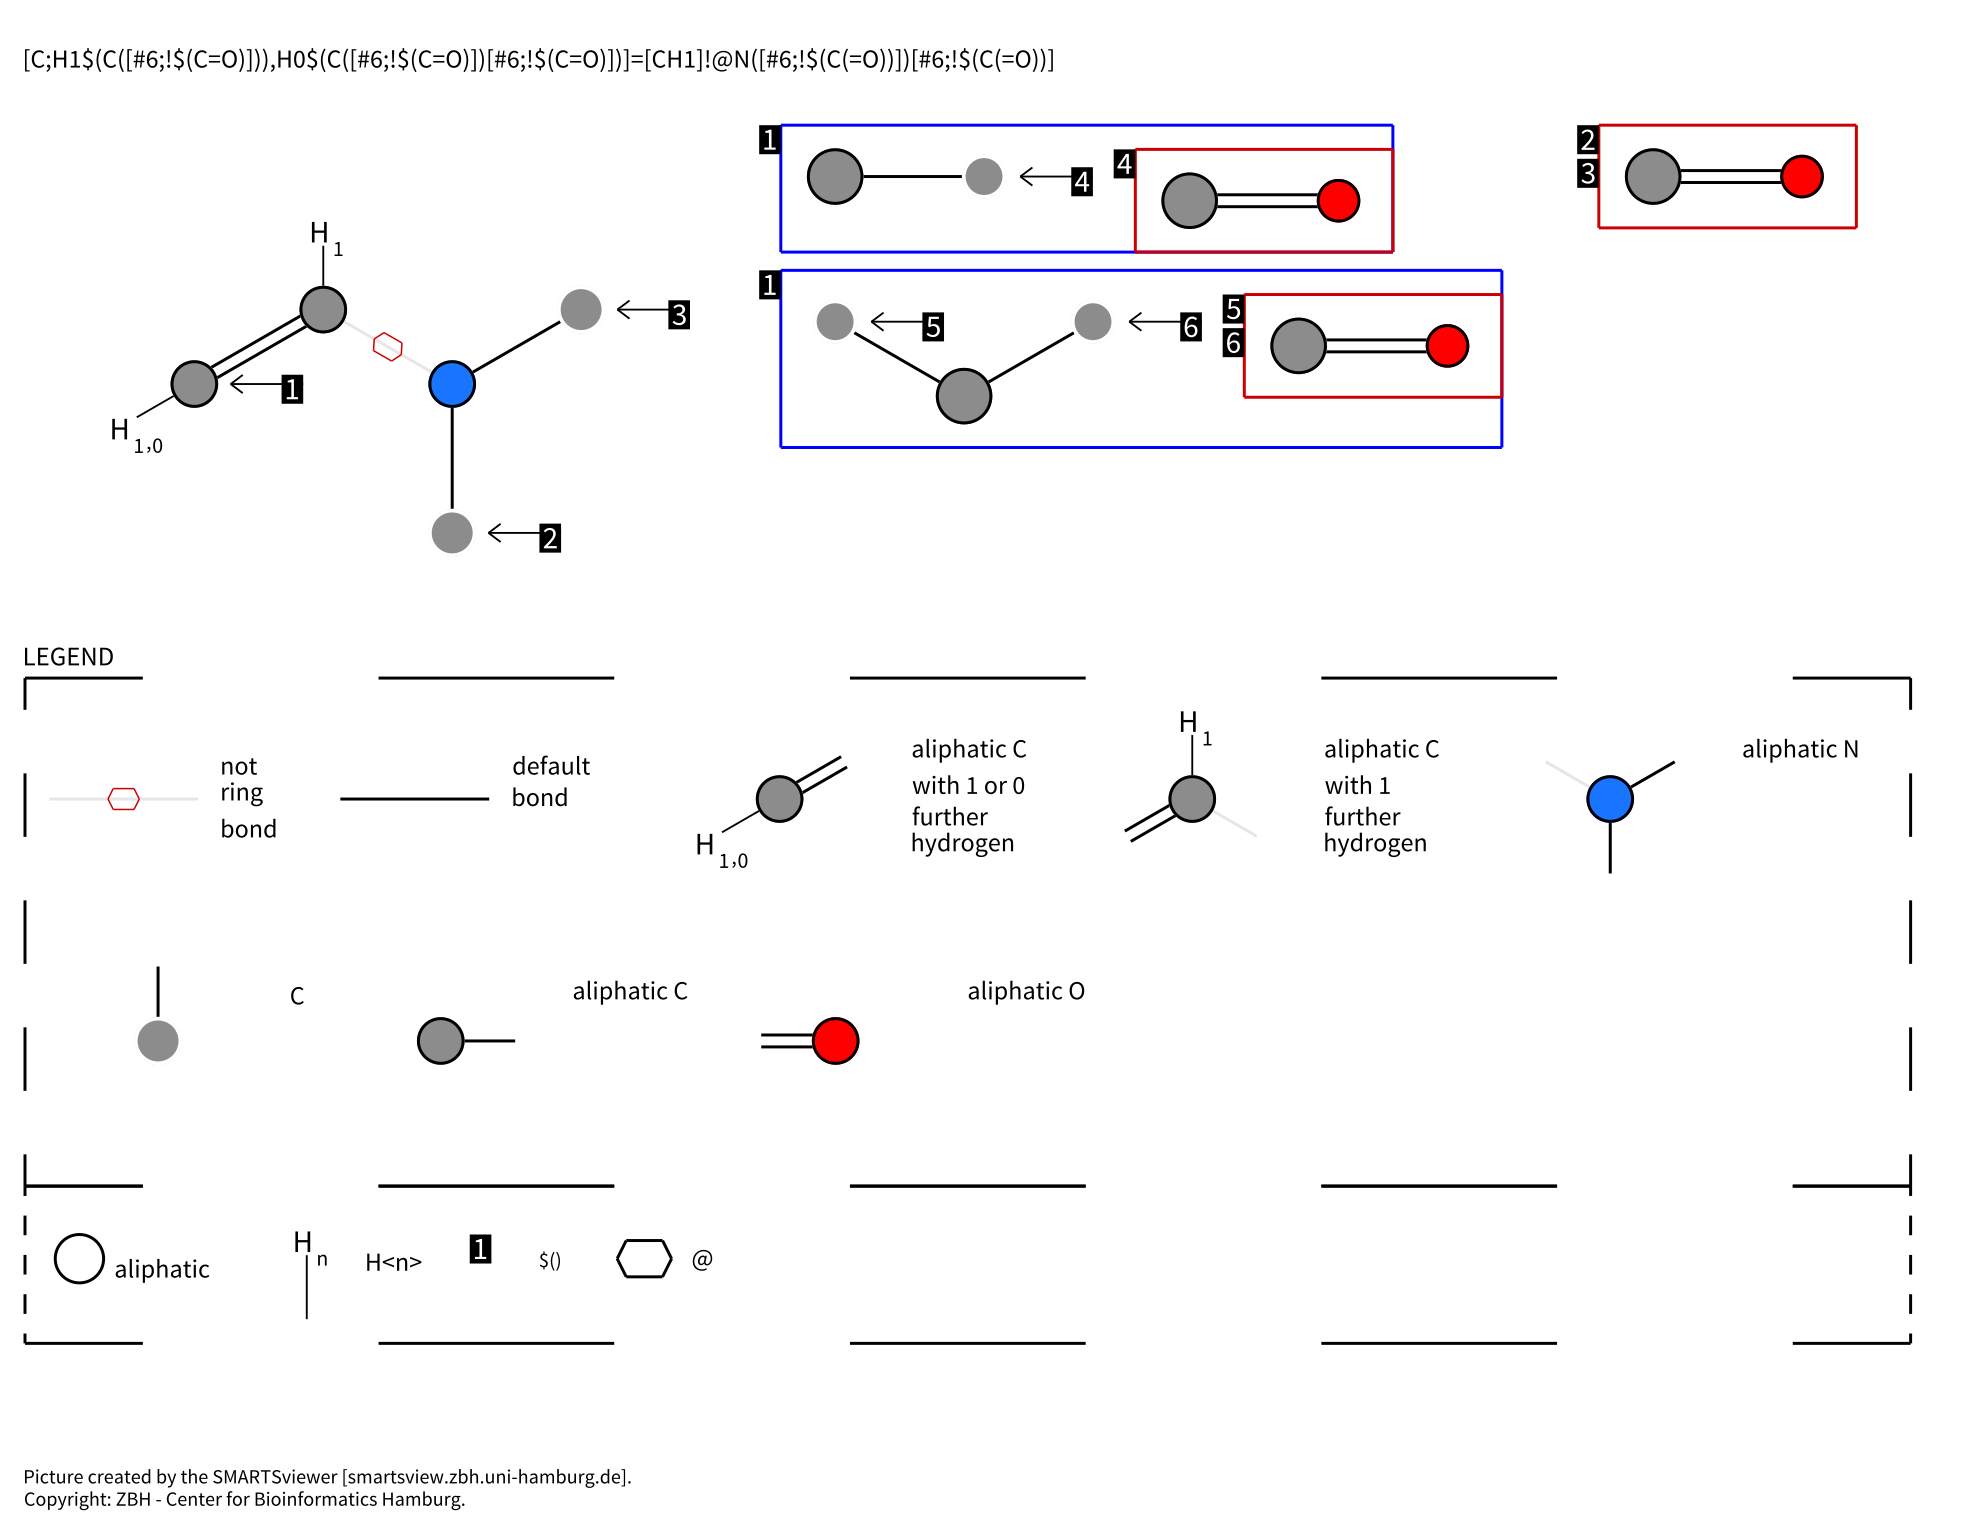 [C;H1$(C([#6;!$(C=O)])),H0$(C([#6;!$(C=O)])[#6;!$(C=O)])]=[CH1]!@N([#6;!$(C(=O))])[#6;!$(C(=O))]
1
4
4
2
3
H 1
1
5
6
5
6
3
1
H 1,0
2
LEGEND
not
ring
bond
default
bond
H 1,0
aliphatic C
with 1 or 0
further
hydrogen
H 1
aliphatic C
with 1
further
hydrogen
aliphatic N
C
aliphatic C
aliphatic O
aliphatic
H n
H<n>
1
$()
@
Picture created by the SMARTSviewer [smartsview.zbh.uni-hamburg.de].
Copyright: ZBH - Center for Bioinformatics Hamburg.